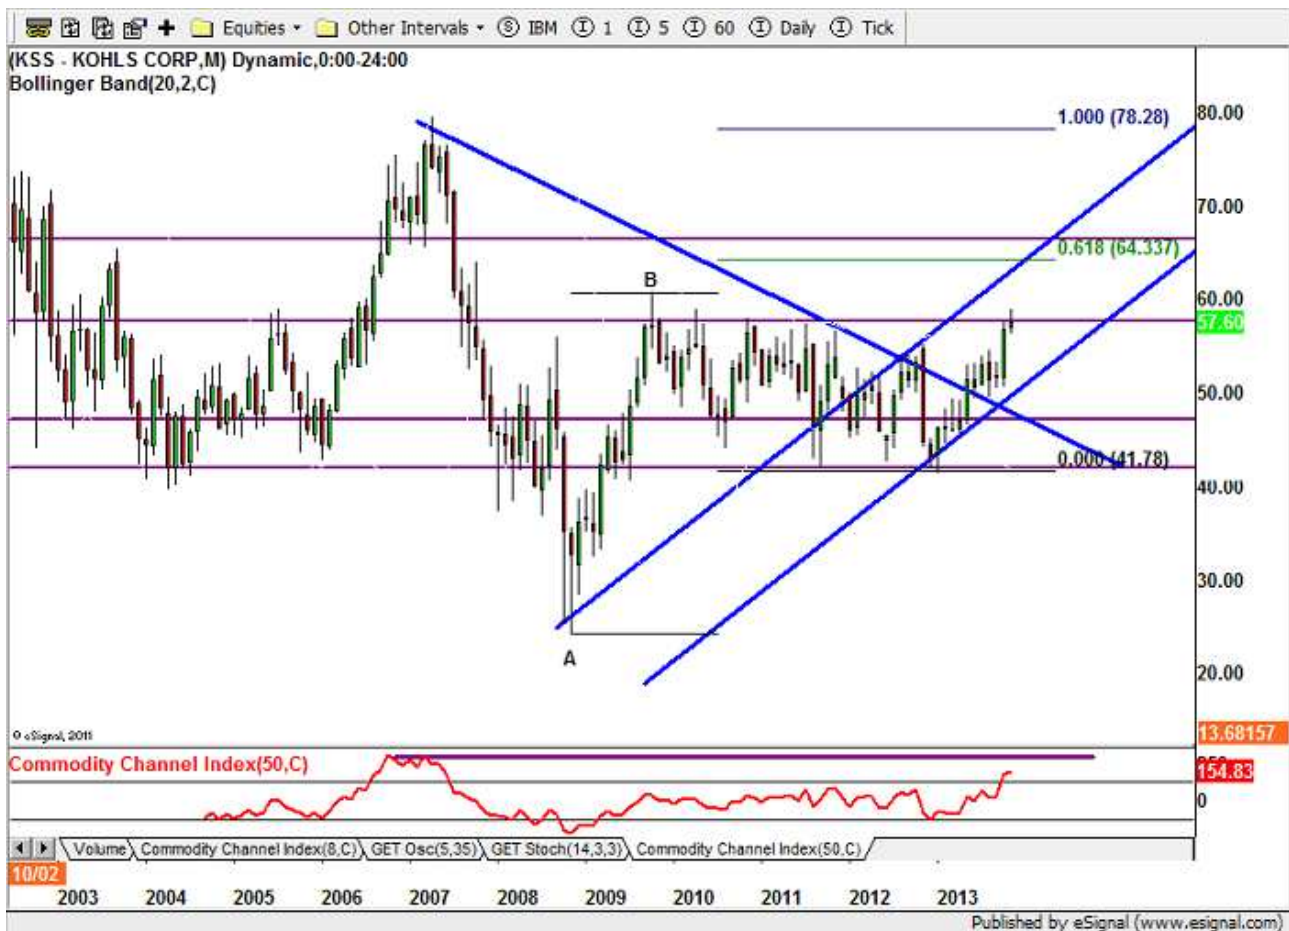 Equities Other Intervals S IBM I 1 I 5 I 60 I Daily I Tick
(KSS - KOHLS CORP,M) Dynamic,0:00-24:00
Bollinger Band(20,2,C)
80.00
1.000 (78.28)
70.00
0.618 (64.337)
60.00
B
57.60
50.00
0.000 (41.78)
40.00
30.00
A
20.00
© eSignal, 2011
13.68157
Commodity Channel Index(50,C)
154.83
0
Volume Commodity Channel Index(8,C) GET Osc(5,35) GET Stoch(14,3,3) Commodity Channel Index(50,C)
10/02
2003 2004 2005 2006 2007 2008 2009 2010 2011 2012 2013
Published by eSignal (www.esignal.com)